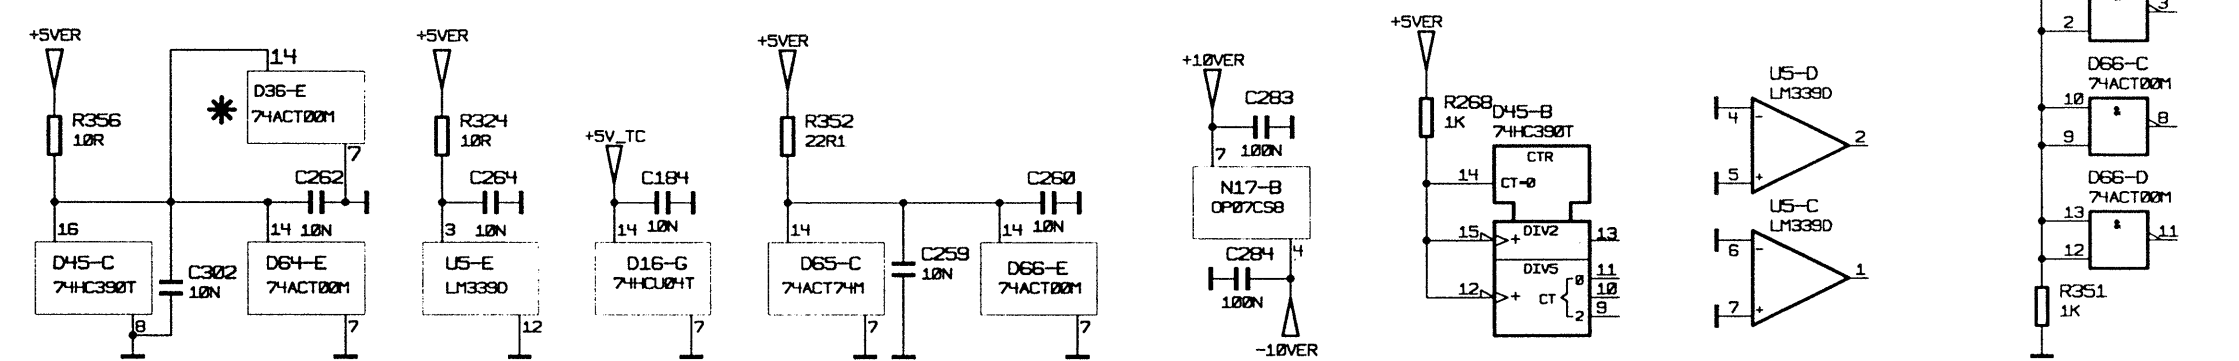 +5VER
14
D36-E
74ACT00M
7
R356
10R
C262
10N
16
14
D45-C
74HC390T
8
C302
10N
D64-E
74ACT00M
7
+5VER
R324
10R
C264
10N
3
U5-E
LM339D
12
+5V_TC
C184
10N
14
D16-G
74HCU04T
7
+5VER
R352
22R1
14
D65-C
74ACT74M
7
C259
10N
C260
10N
14
D66-E
74ACT00M
7
+10VER
C283
100N
7
N17-B
OP07CS8
4
C284
100N
-10VER
+5VER
R268
1K
D45-B
74HC390T
CTR
14
CT=0
15
+
DIV2
13
DIV5
12
+
CT
0
2
11
10
9
U5-D
LM339D
4
-
5
+
2
U5-C
LM339D
6
-
7
+
1
2
3
D66-C
74ACT00M
10
9
&
8
D66-D
74ACT00M
13
12
&
11
R351
1K